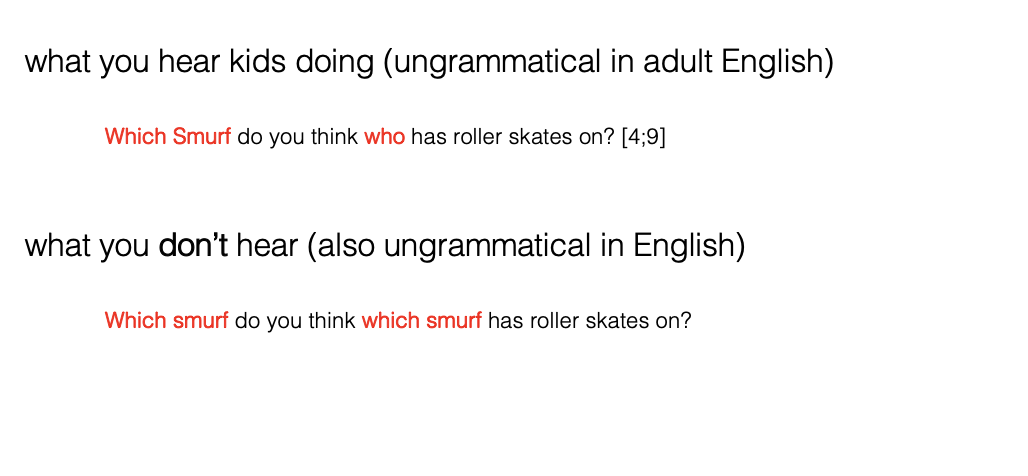 what you hear kids doing (ungrammatical in adult English)
Which Smurf do you think who has roller skates on? [4;9]
what you don’t hear (also ungrammatical in English)
Which smurf do you think which smurf has roller skates on?